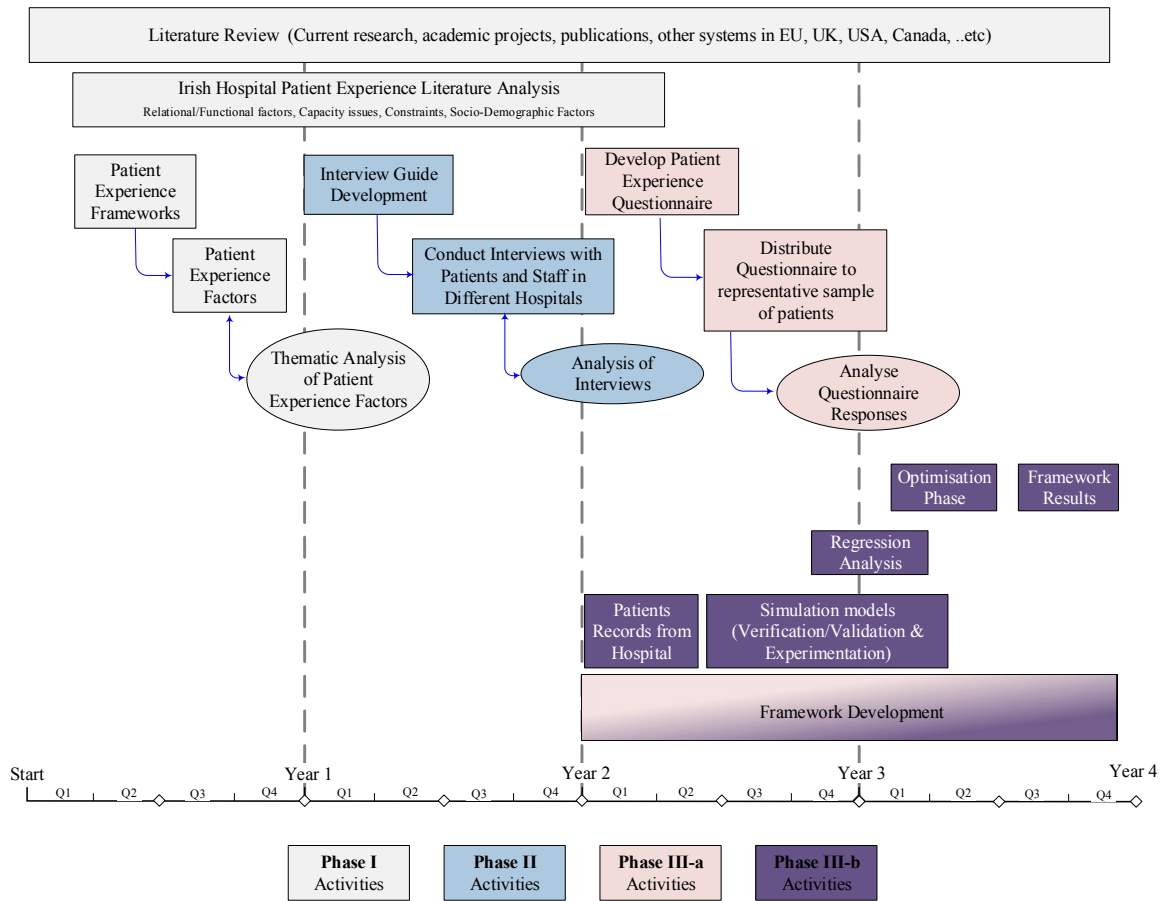 Literature Review (Current research, academic projects, publications, other systems in EU, UK, USA, Canada, ..etc)
Irish Hospital Patient Experience Literature Analysis
Relational/Functional factors, Capacity issues, Constraints, Socio-Demographic Factors
Patient
Experience
Frameworks
Interview Guide
Development
Develop Patient
Experience
Questionnaire
Patient
Experience
Factors
Conduct Interviews with
Patients and Staff in
Different Hospitals
Distribute
Questionnaire to
representative sample
of patients
Thematic Analysis
of Patient
Experience Factors
Analysis of
Interviews
Analyse
Questionnaire
Responses
Optimisation
Phase
Framework
Results
Regression
Analysis
Patients
Records from
Hospital
Simulation models
(Verification/Validation &
Experimentation)
Framework Development
Start
Year 1
Year 2
Year 3
Year 4
Q1 Q2 Q3 Q4 Q1 Q2 Q3 Q4 Q1 Q2 Q3 Q4 Q1 Q2 Q3 Q4
Phase I
Activities
Phase II
Activities
Phase III-a
Activities
Phase III-b
Activities